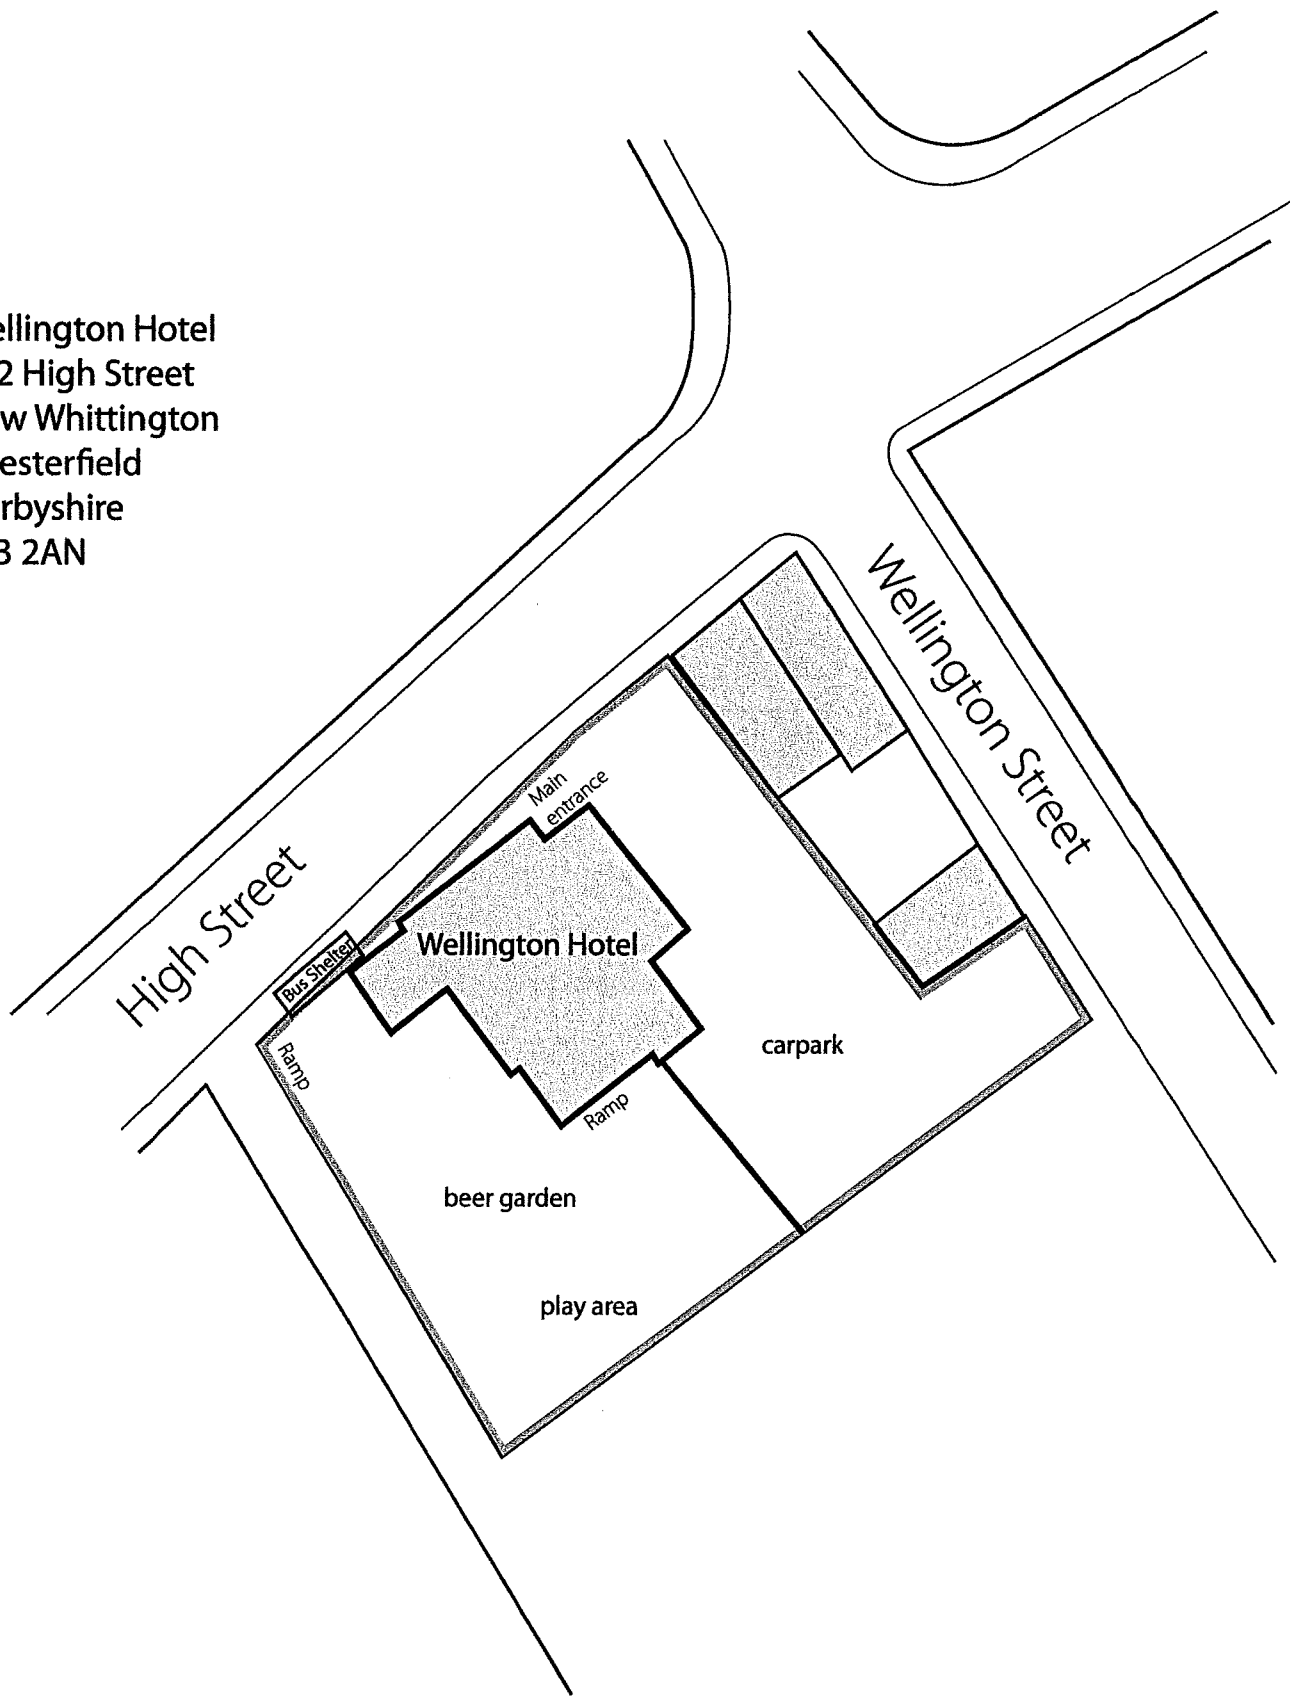 ellington Hotel
2 High Street
w Whittington
esterfield
rbyshire
3 2AN
Wellington Street
Main
entrance
High Street
Wellington Hotel
Bus Shelter
Ramp
carpark
Ramp
beer garden
play area